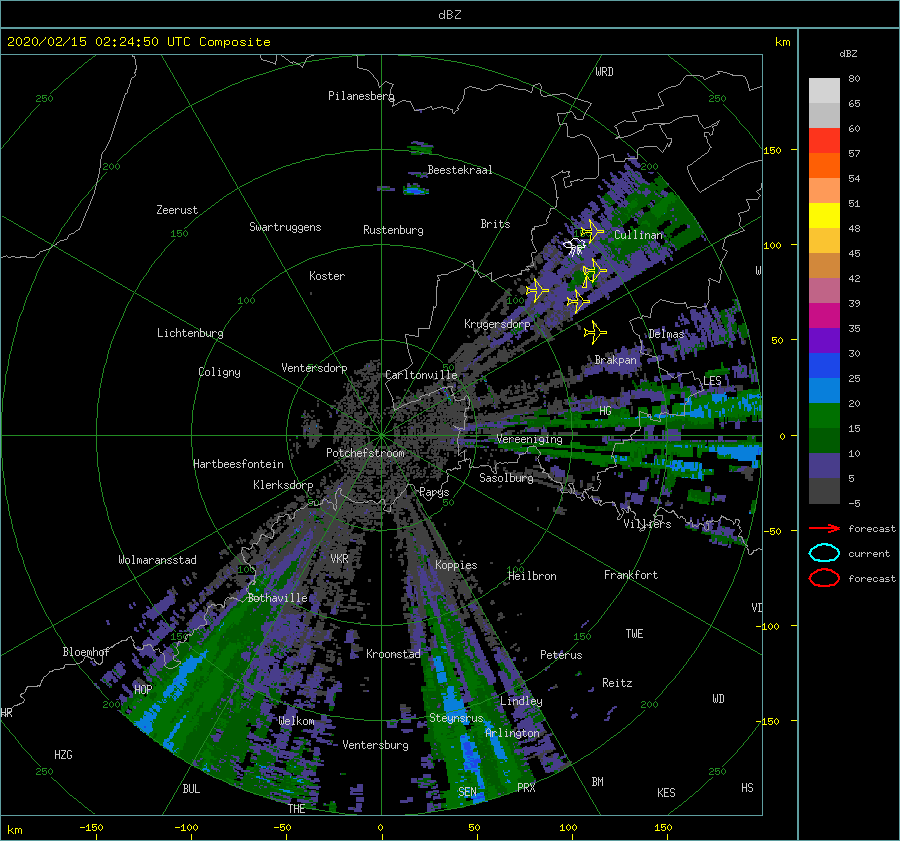 dBZ
2020/02/15 02:24:50 UTC Composite
km
dBZ
WRD
250
250
80
Pilanesberg
65
60
150
200
Beestekraal
200
57
54
Zeerust
51
150
Swartruggens
Rustenburg
Brits
Cullinan
48
100
45
W
Koster
42
100
100
39
Krugersdorp
35
Lichtenburg
Delmas
50
30
Brakpan
Coligny
Ventersdorp
Carltonville
LES
25
20
HG
15
Vereeniging
0
Potchefstroom
10
Hartbeesfontein
Sasolburg
5
Klerksdorp
Parys
50
50
-5
Villiers
forecast
-50
Wolmaransstad
VKR
Koppies
current
100
100
Heilbron
Frankfort
forecast
Bothaville
VD
-100
150
150
TWE
Bloemhof
Kroonstad
Petrus
HOP
Reitz
200
Lindley
200
WD
HR
Welkom
Steynsrus
-150
Arlington
HZG
Ventersburg
250
250
BUL
SEN
PRX
BM
KES
HS
THE
km
-150
-100
-50
0
50
100
150